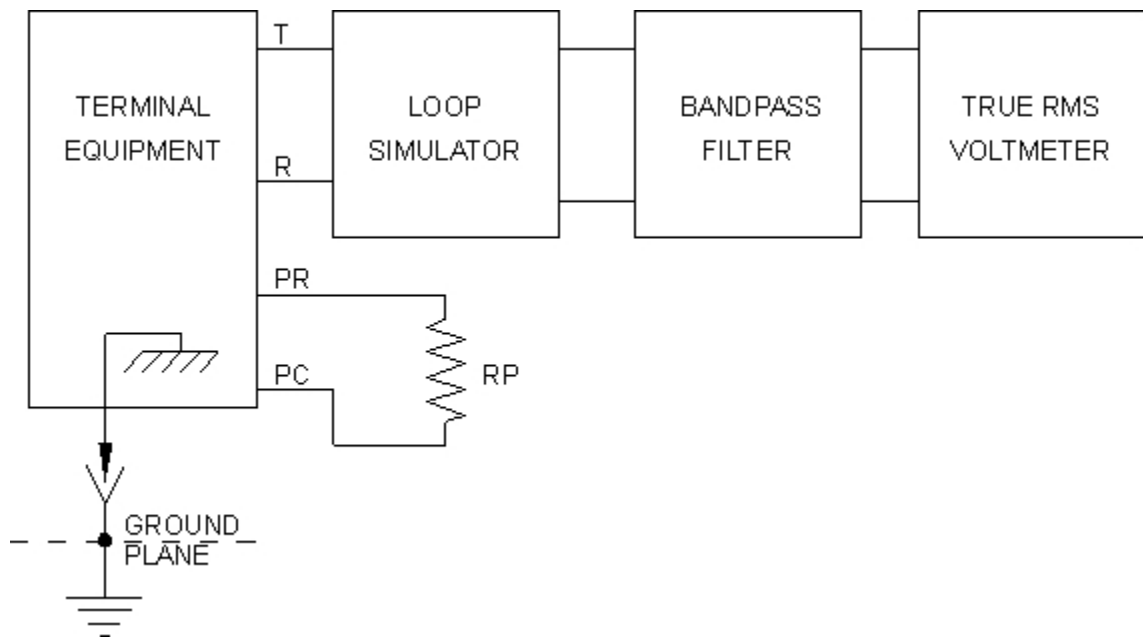 T
TERMINAL
EQUIPMENT
LOOP
SIMULATOR
BANDPASS
FILTER
TRUE RMS
VOLTMETER
R
PR
PC
RP
GROUND
PLANE